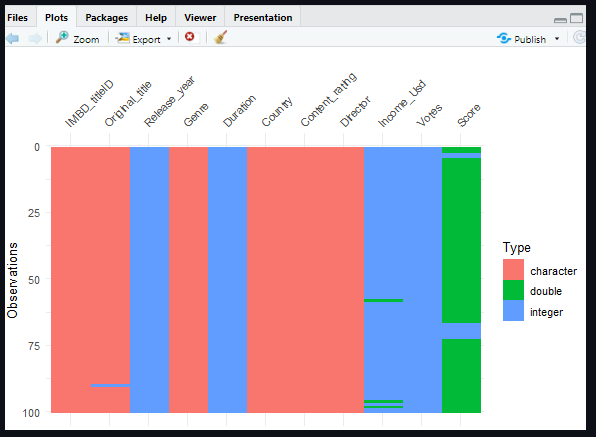 Files Plots Packages Help Viewer Presentation
Zoom Export Publish
IMBD_titleID Original_title Release_year Genre Duration Country Content_rating Director Income_Usd Votes Score
0
25
50
75
100
Observations
Type
character
double
integer